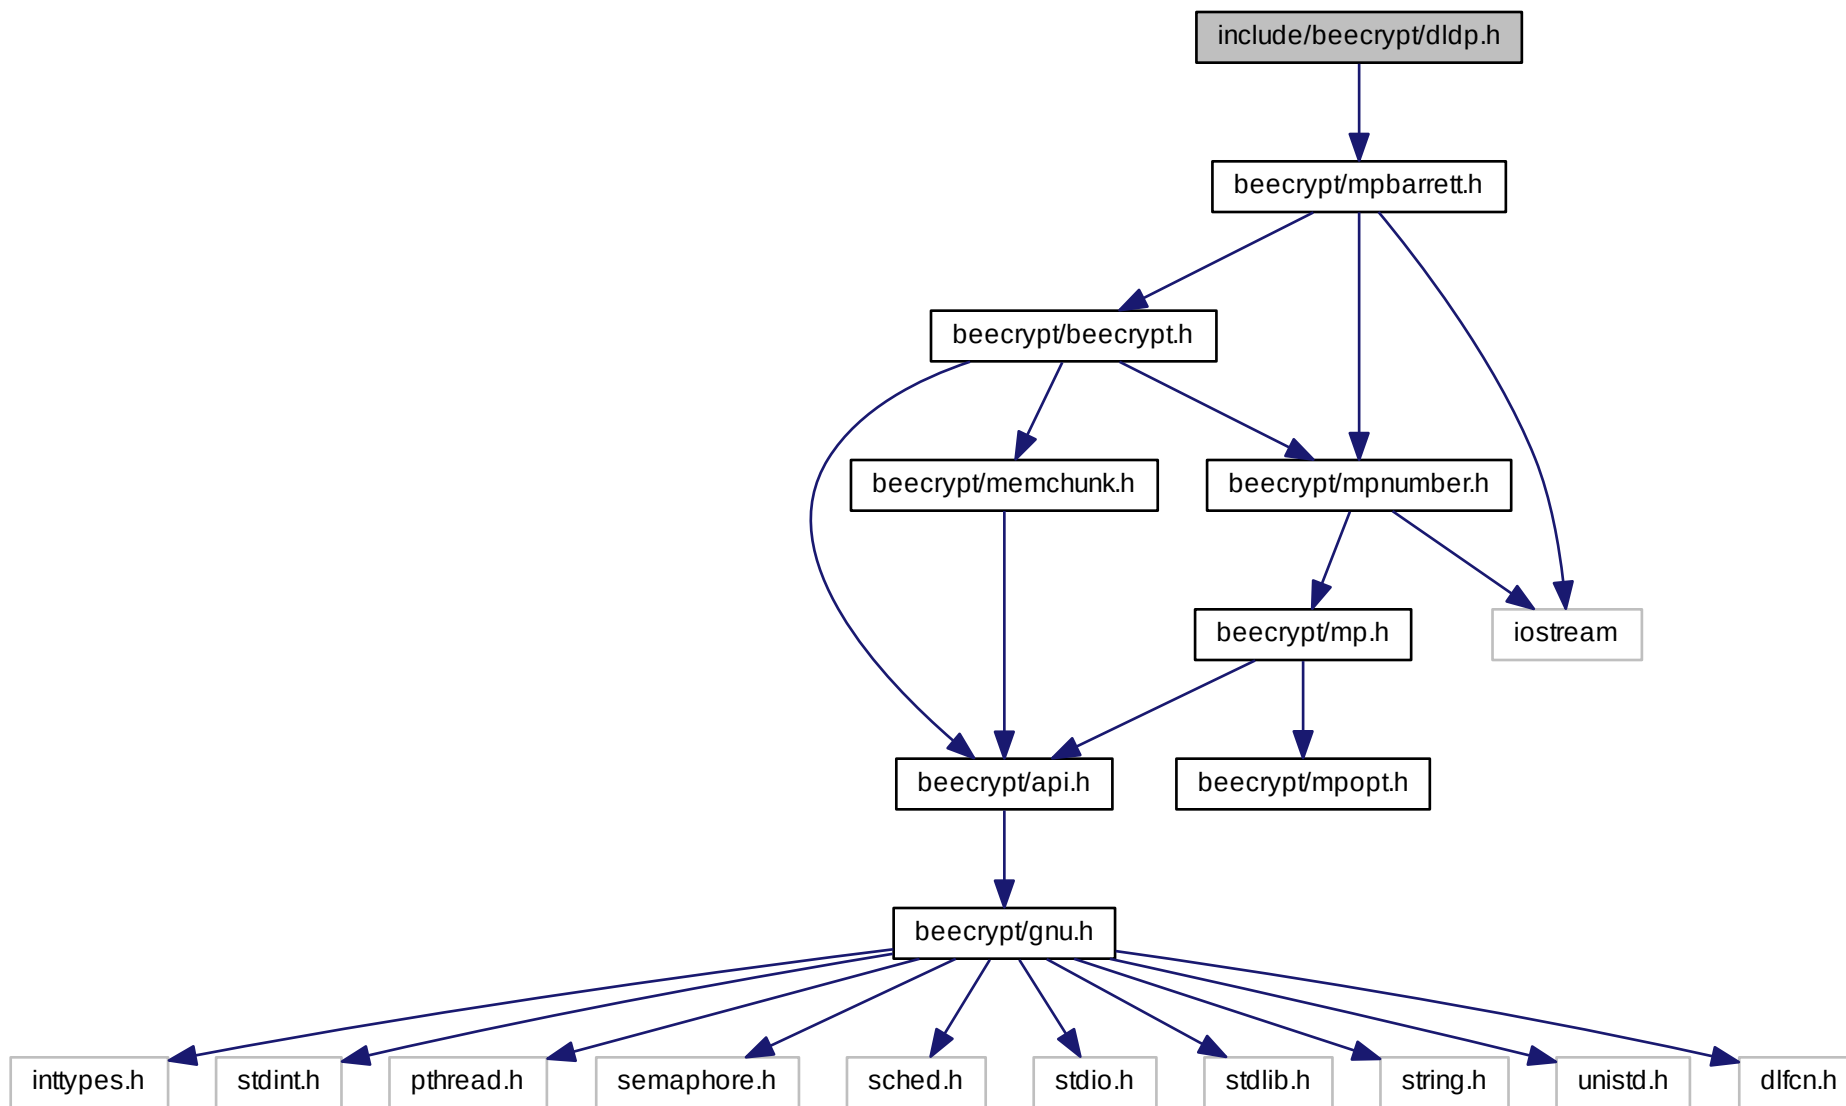 include/beecrypt/dldp.h
beecrypt/mpbarrett.h
beecrypt/beecrypt.h
beecrypt/memchunk.h
beecrypt/mpnumber.h
beecrypt/mp.h
iostream
beecrypt/api.h
beecrypt/mpopt.h
beecrypt/gnu.h
inttypes.h
stdint.h
pthread.h
semaphore.h
sched.h
stdio.h
stdlib.h
string.h
unistd.h
dlfcn.h